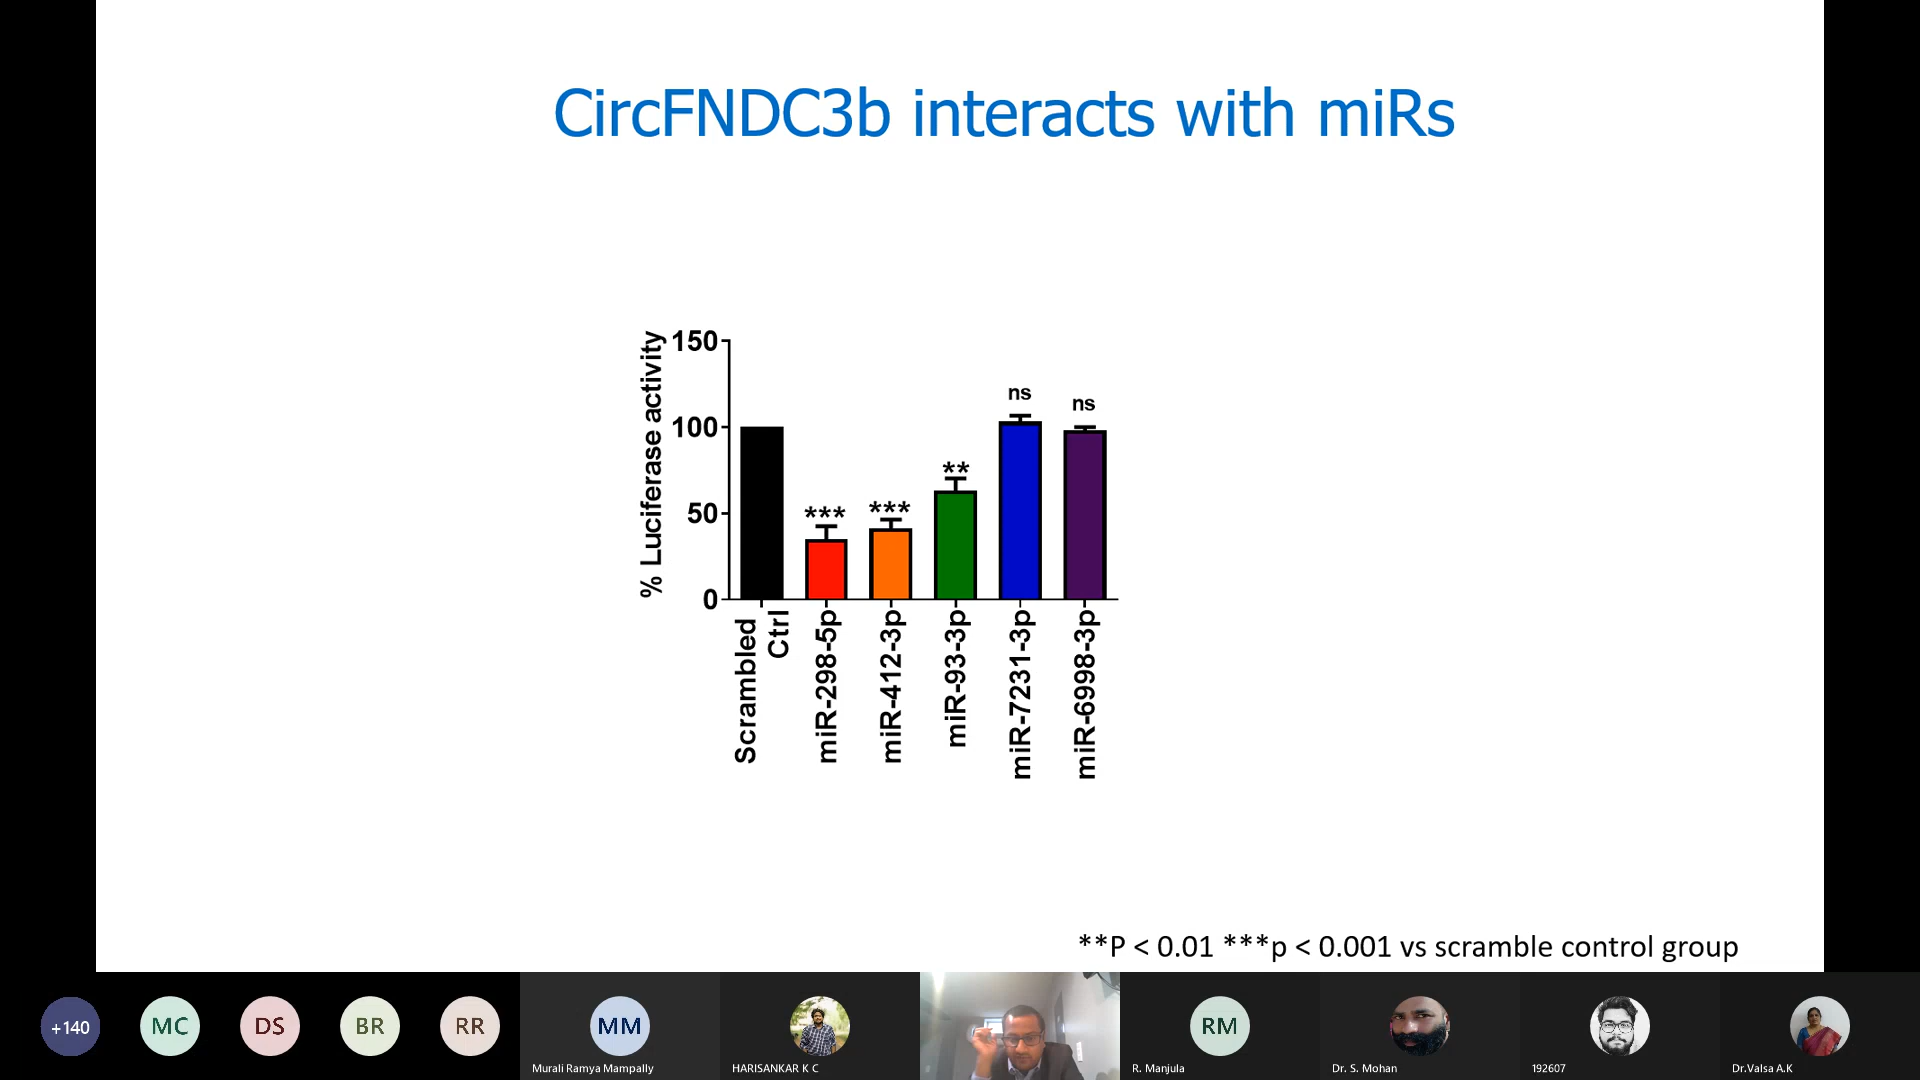 CircFNDC3b interacts with miRs
% Luciferase activity
150
100
50
0
***
***
**
ns
ns
Scrambled
Ctrl
miR-298-5p
miR-412-3p
miR-93-3p
miR-7231-3p
miR-6998-3p
**P < 0.01 ***p < 0.001 vs scramble control group
+140
MC
DS
BR
RR
MM
Murali Ramya Mampally
HARISANKAR K C
RM
R. Manjula
Dr. S. Mohan
192607
Dr.Valsa A.K